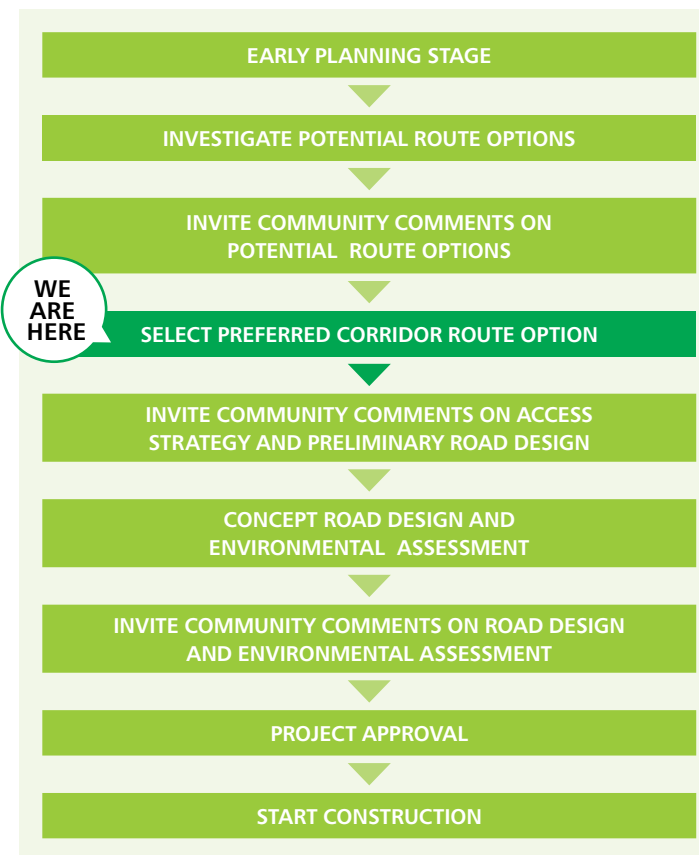 EARLY PLANNING STAGE
INVESTIGATE POTENTIAL ROUTE OPTIONS
INVITE COMMUNITY COMMENTS ON
POTENTIAL ROUTE OPTIONS
WE
ARE
HERE
SELECT PREFERRED CORRIDOR ROUTE OPTION
INVITE COMMUNITY COMMENTS ON ACCESS
STRATEGY AND PRELIMINARY ROAD DESIGN
CONCEPT ROAD DESIGN AND
ENVIRONMENTAL ASSESSMENT
INVITE COMMUNITY COMMENTS ON ROAD DESIGN
AND ENVIRONMENTAL ASSESSMENT
PROJECT APPROVAL
START CONSTRUCTION